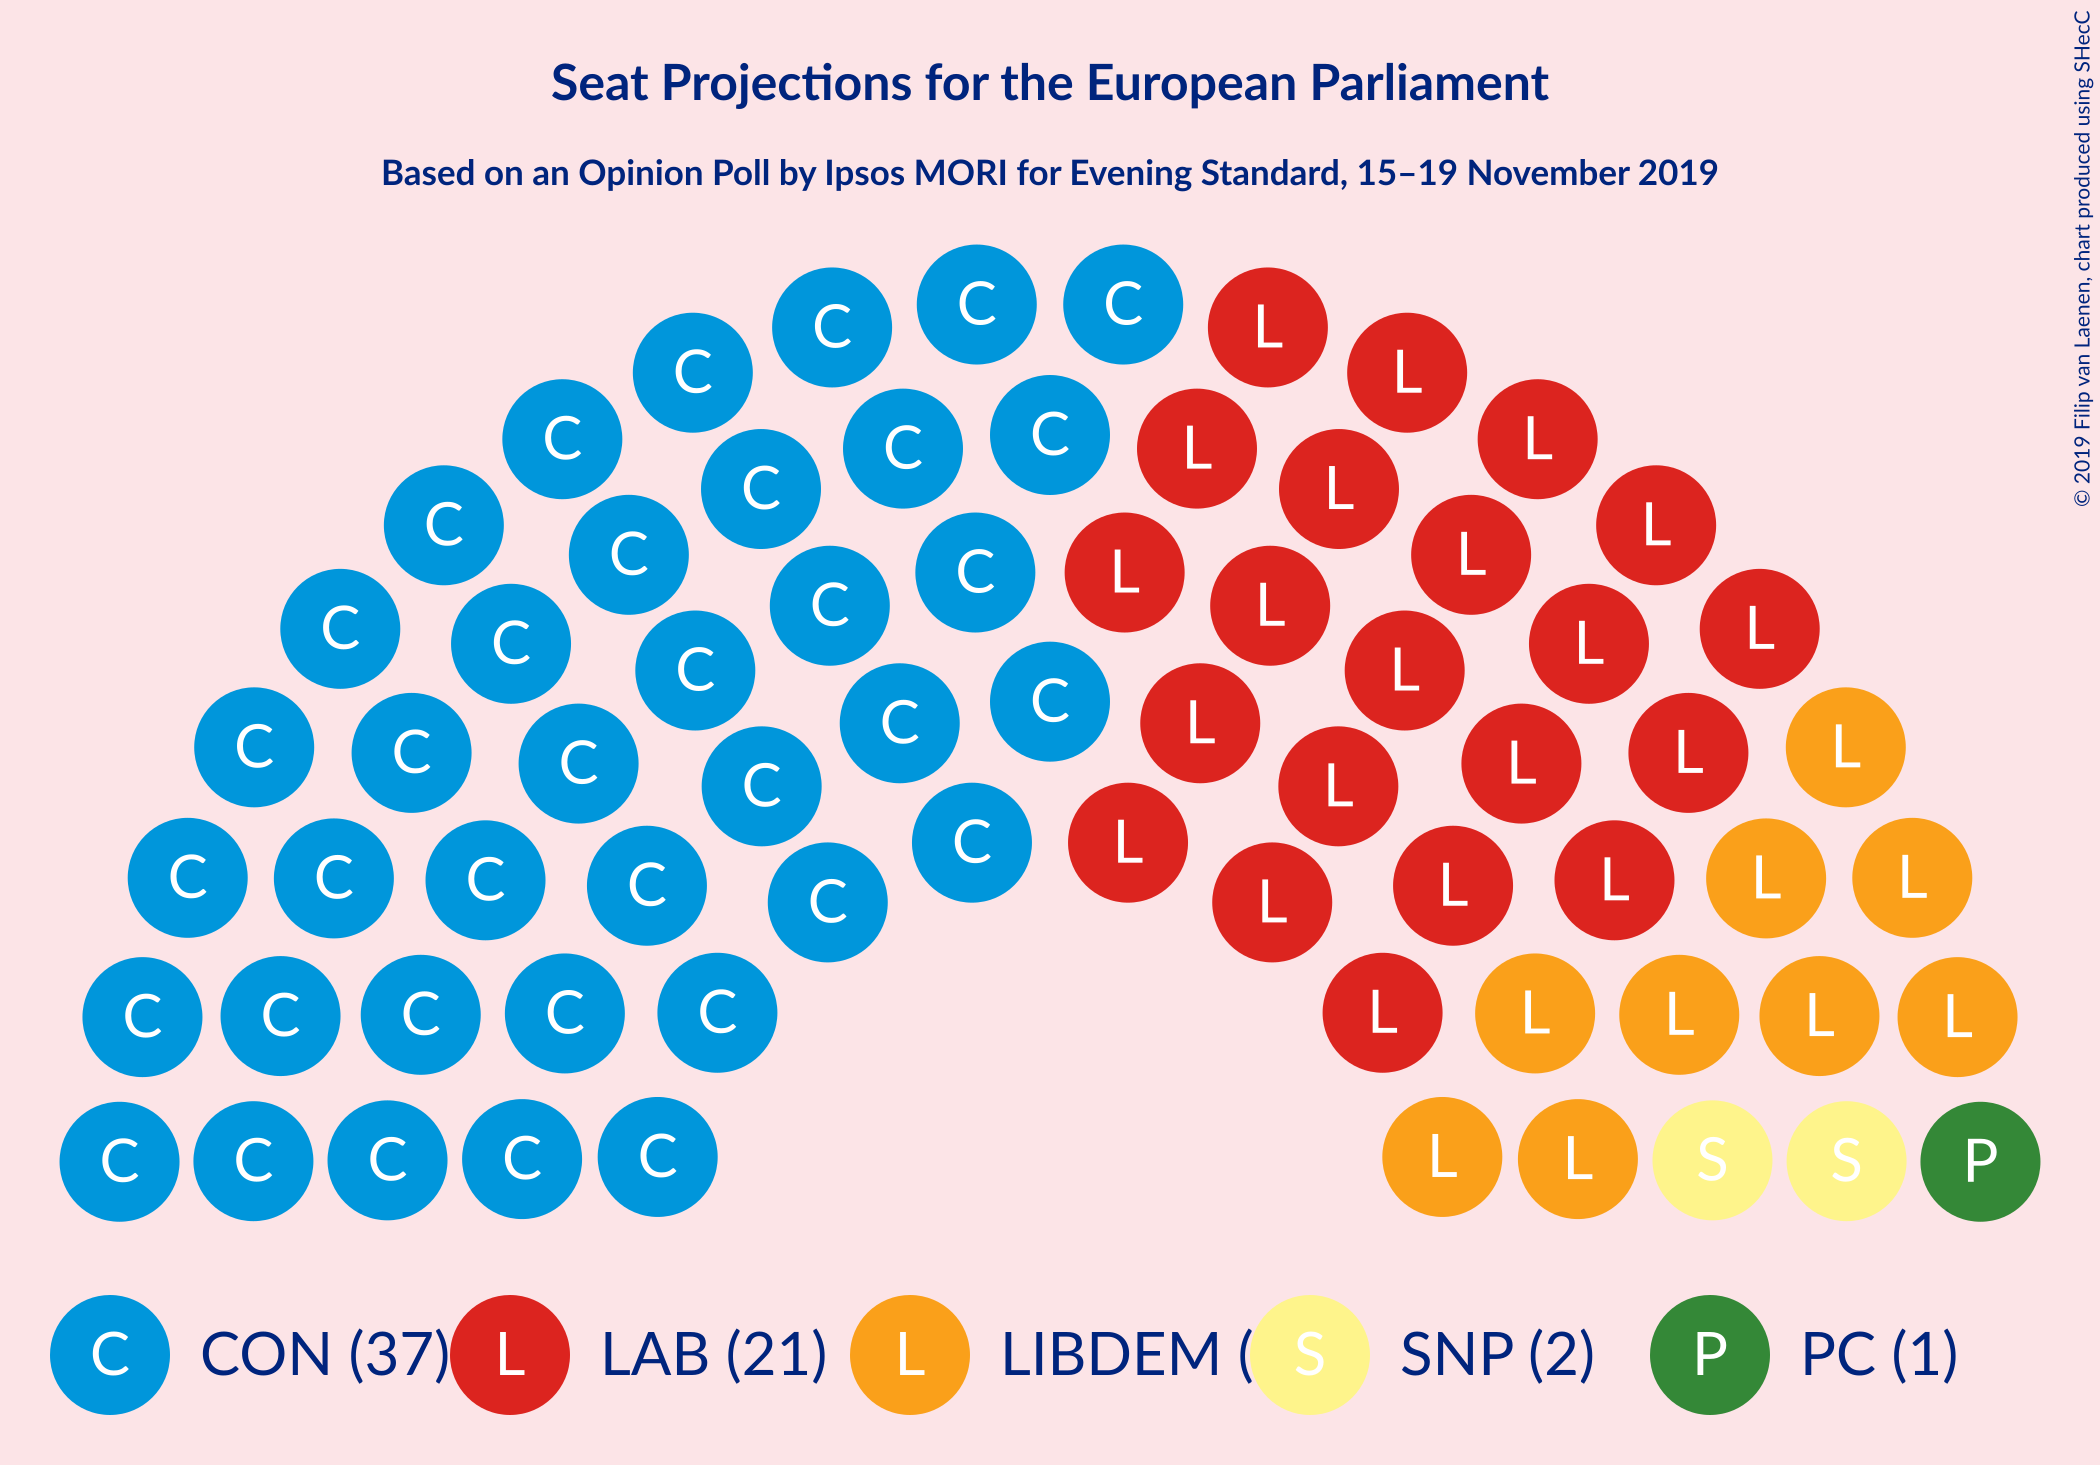 Seat Projections for the European Parliament
Based on an Opinion Poll by Ipsos MORI for Evening Standard, 15–19 November 2019
© 2019 Filip van Laenen, chart produced using SHecC
C C C L
C L
C C C C L L
C L
C L
C C L L
C C L L
C C L L
C C C L L
C C C L L L
C L
C L
C C C C C L L L L L
C C C C C L L L L L
C C C C C L L S S P
C CON (37) L LAB (21) L LIBDEM ( S SNP (2) P PC (1)